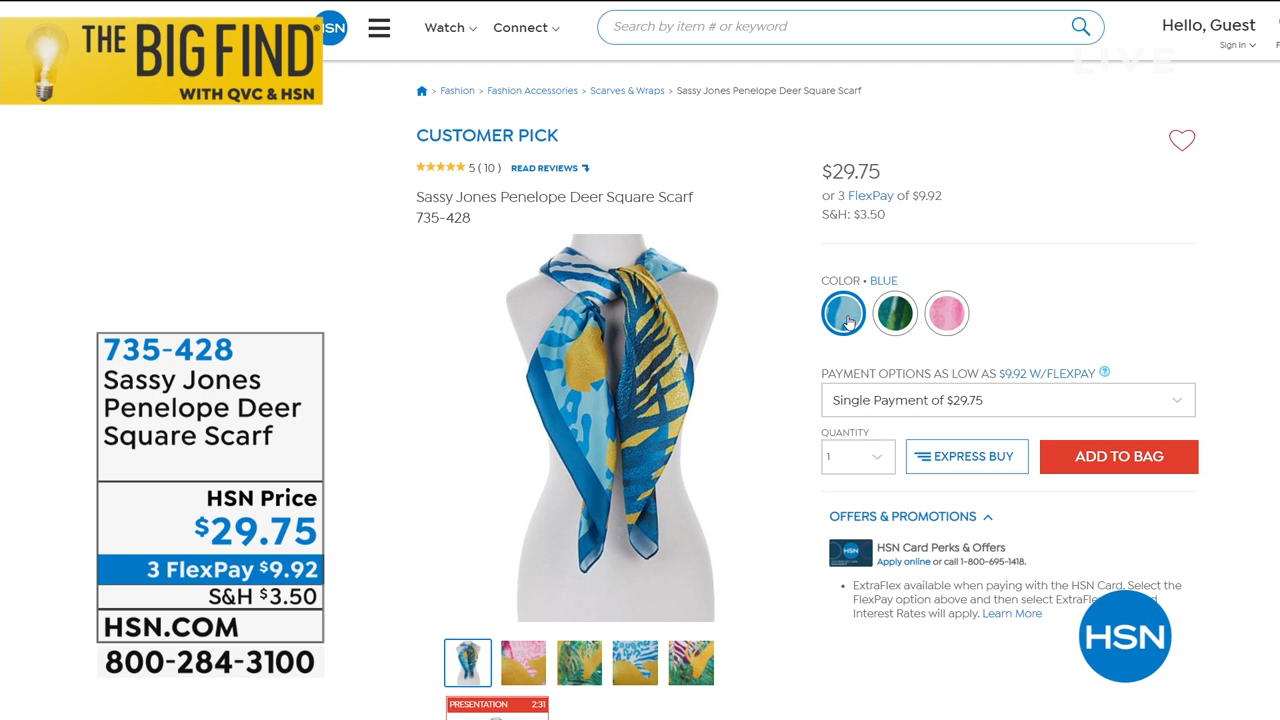 THE BIG FIND®
WITH QVC & HSN
HSN
Watch
Connect
Search by item # or keyword
Hello, Guest
Sign In
LIVE
> Fashion > Fashion Accessories > Scarves & Wraps > Sassy Jones Penelope Deer Square Scarf
CUSTOMER PICK
5 ( 10 ) READ REVIEWS
Sassy Jones Penelope Deer Square Scarf
735-428
$29.75
or 3 FlexPay of $9.92
S&H: $3.50
COLOR • BLUE
PAYMENT OPTIONS AS LOW AS $9.92 W/FLEXPAY ?
Single Payment of $29.75
QUANTITY
1
EXPRESS BUY
ADD TO BAG
OFFERS & PROMOTIONS
HSN
HSN Card Perks & Offers
Apply online or call 1-800-695-1418.
• ExtraFlex available when paying with the HSN Card. Select the
FlexPay option above and then select ExtraFle
Interest Rates will apply. Learn More
HSN
735-428
Sassy Jones
Penelope Deer
Square Scarf
HSN Price
$29.75
3 FlexPay $9.92
S&H $3.50
HSN.COM
800-284-3100
PRESENTATION 2:31